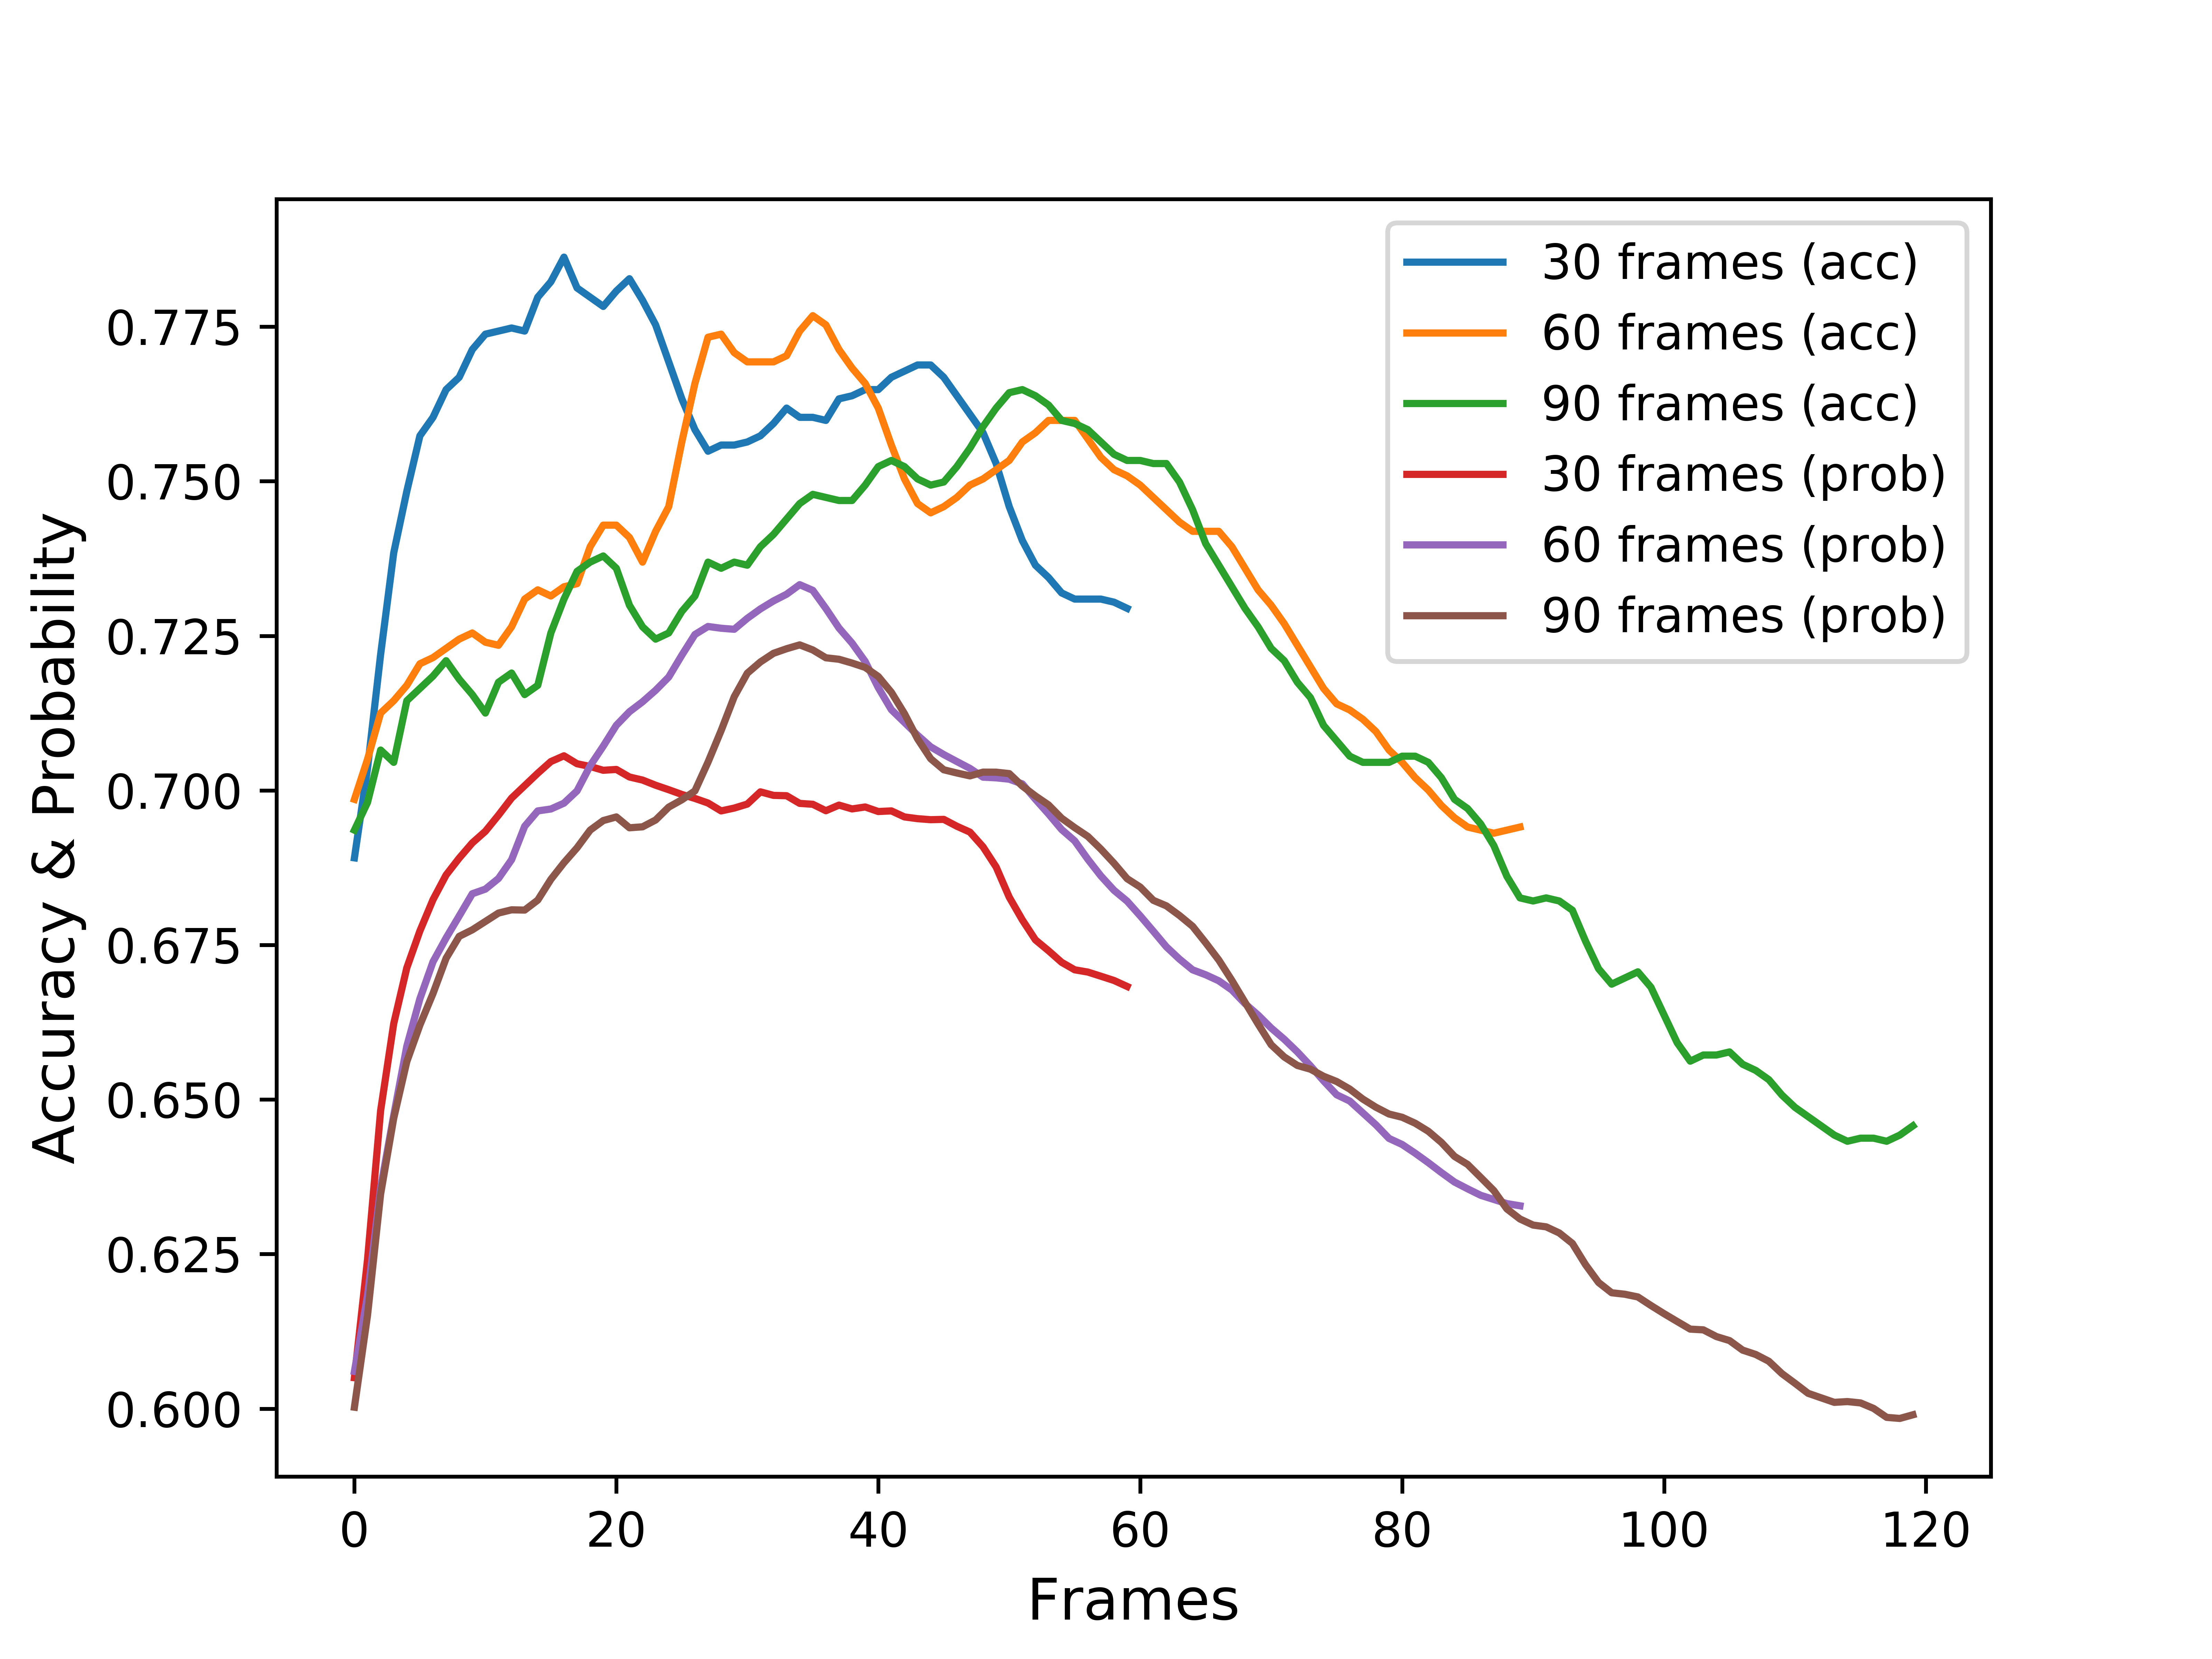 30 frames (acc)
60 frames (acc)
90 frames (acc)
30 frames (prob)
60 frames (prob)
90 frames (prob)
Accuracy & Probability
0.775
0.750
0.725
0.700
0.675
0.650
0.625
0.600
0 20 40 60 80 100 120
Frames